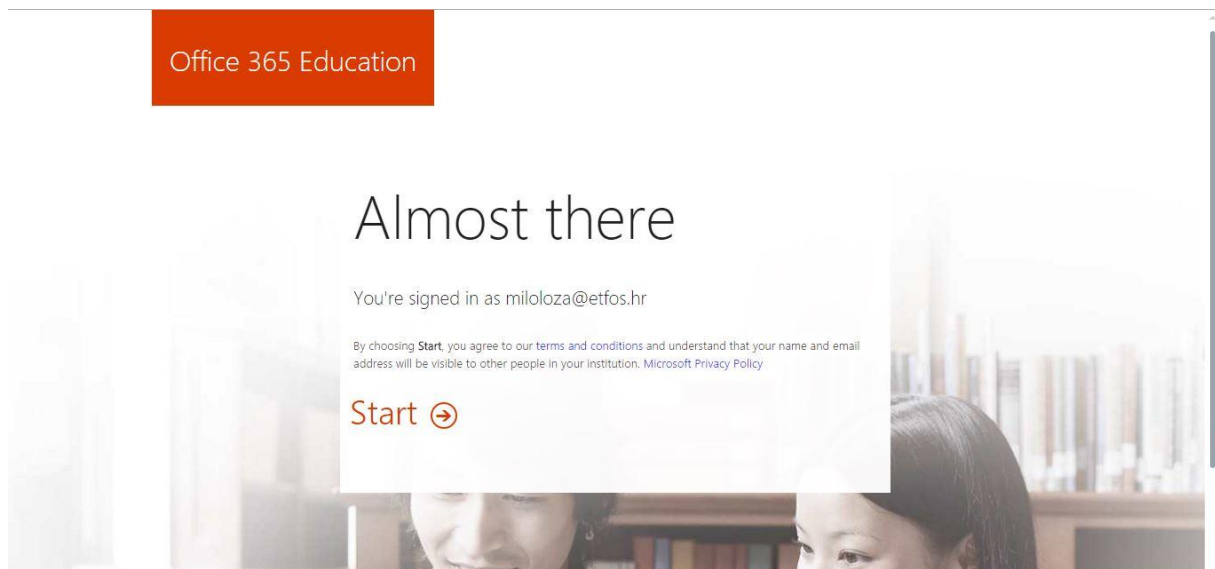 Office 365 Education
Almost there
You're signed in as miloloza@etfos.hr
By choosing Start, you agree to our terms and conditions and understand that your name and email
address will be visible to other people in your institution. Microsoft Privacy Policy
Start